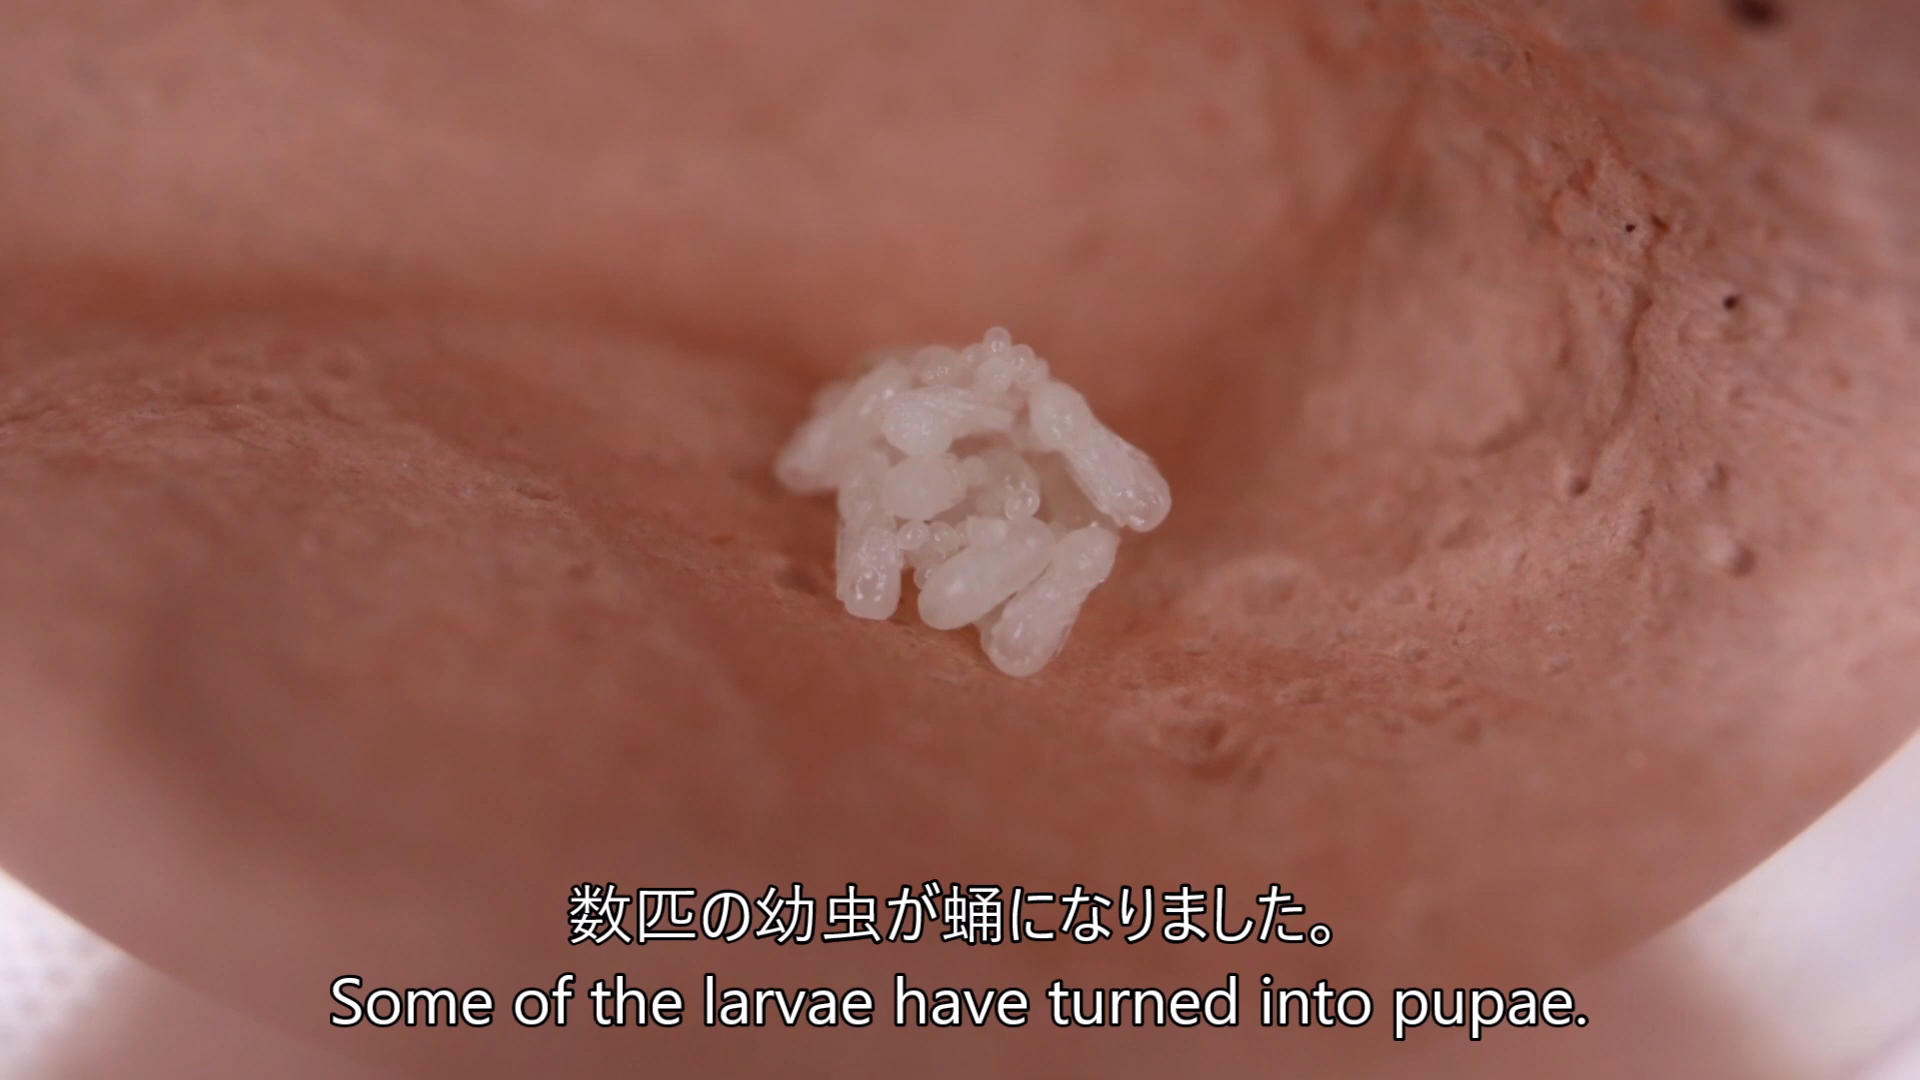 数匹の幼虫が蛹になりました。
Some of the larvae have turned into pupae.